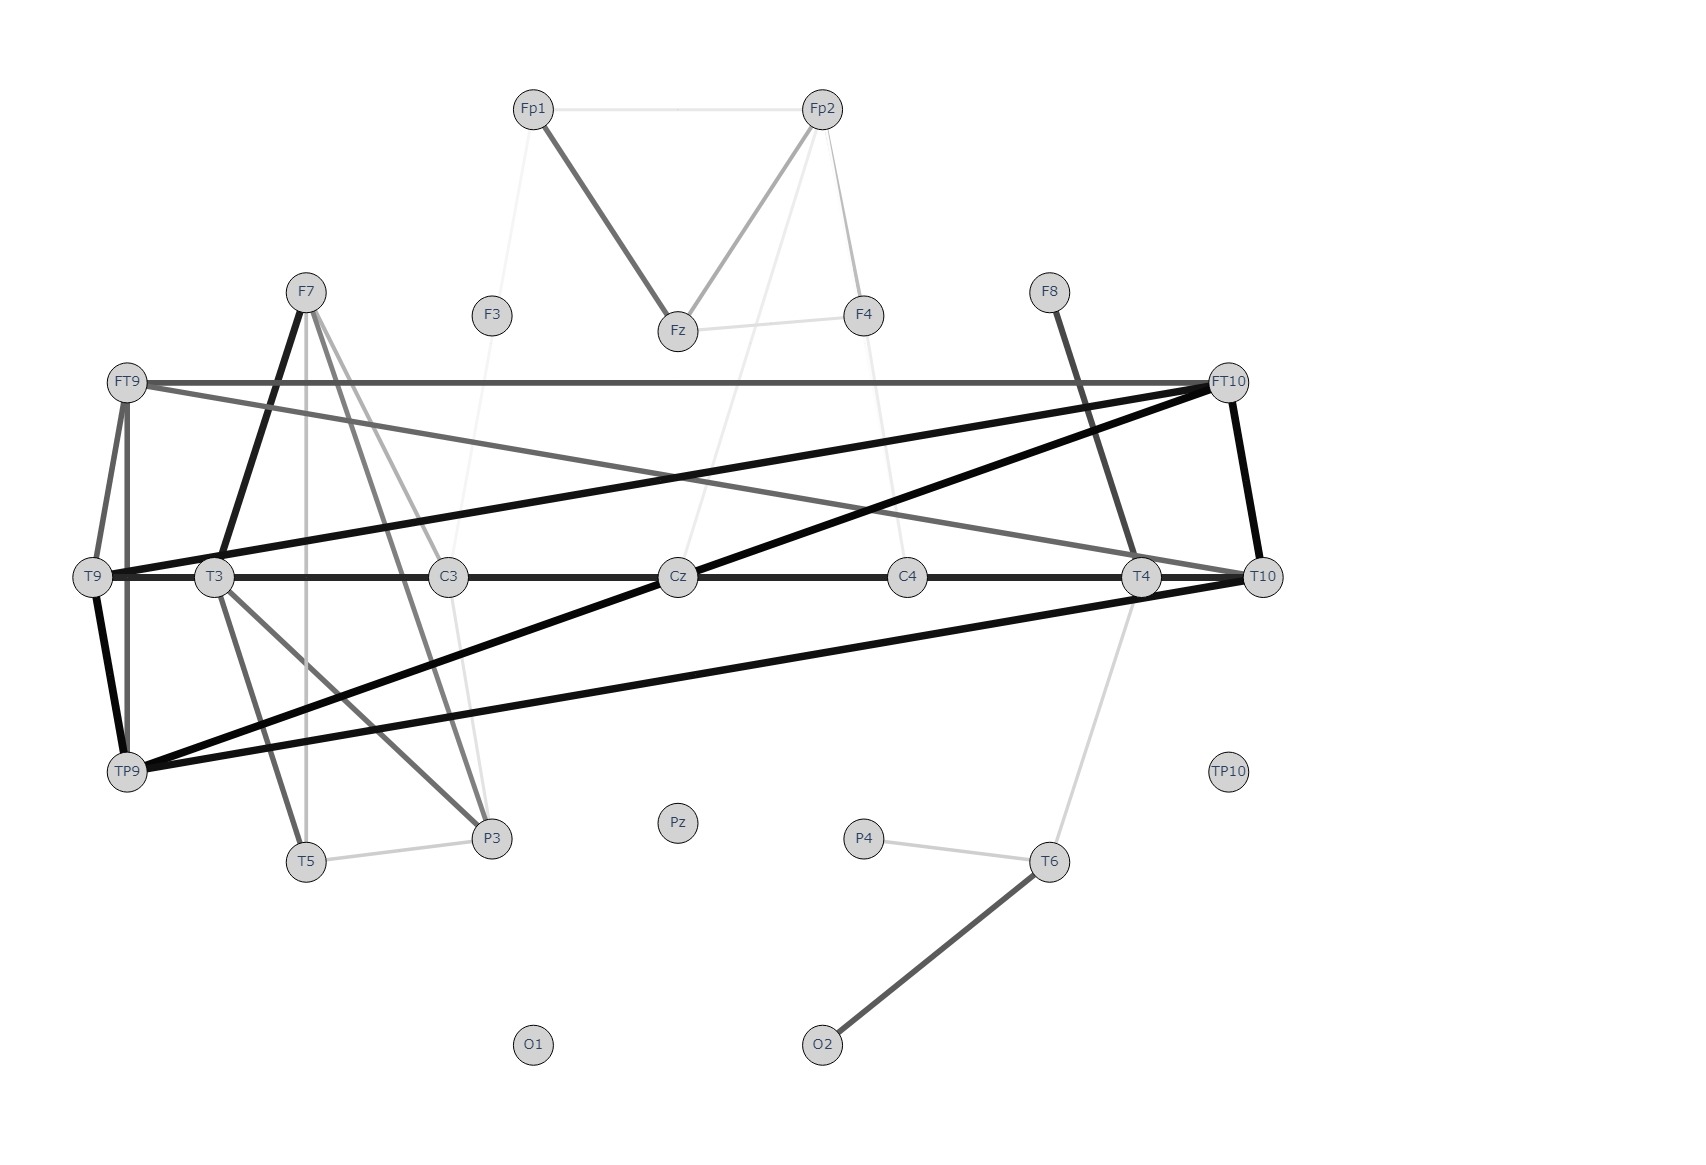 Fp1 Fp2
F7 F3 Fz F4 F8
FT9 FT10
T9 T3 C3 Cz C4 T4 T10
TP9 TP10
T5 P3 Pz P4 T6
O1 O2